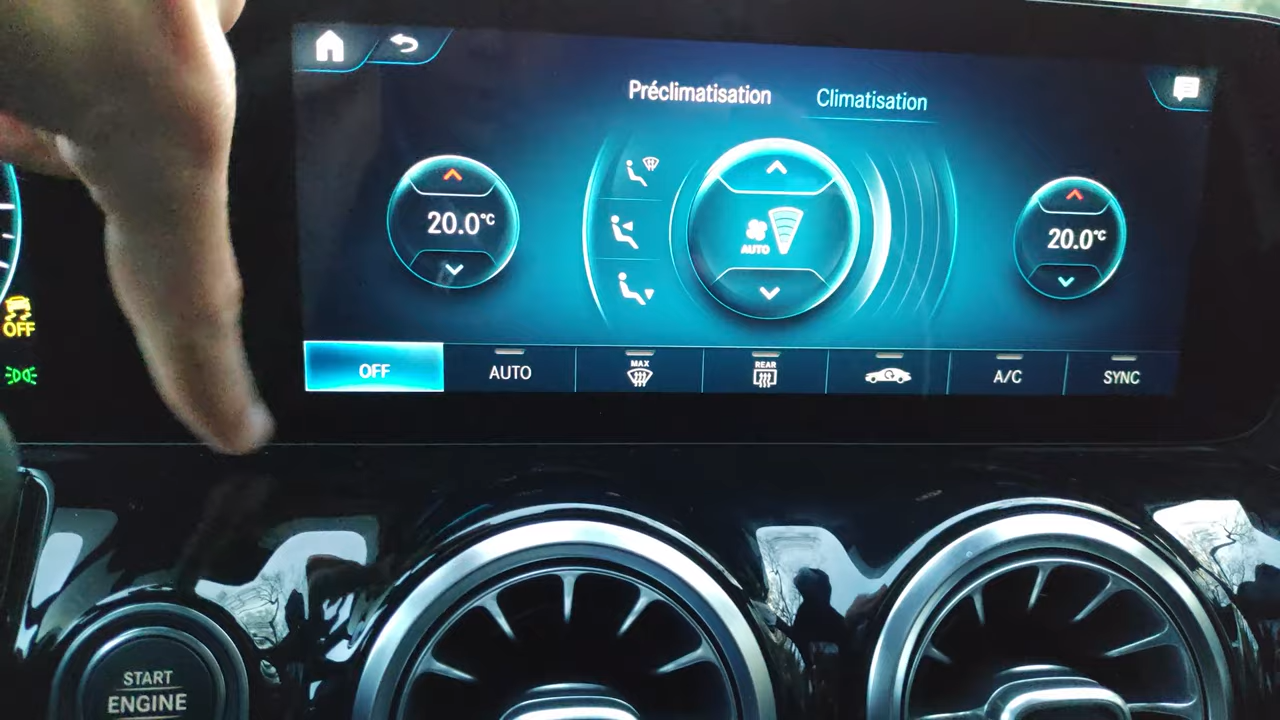 Préclimatisation Climatisation
20.0°C
AUTO
20.0°C
OFF
OFF AUTO MAX REAR A/C SYNC
START
ENGINE